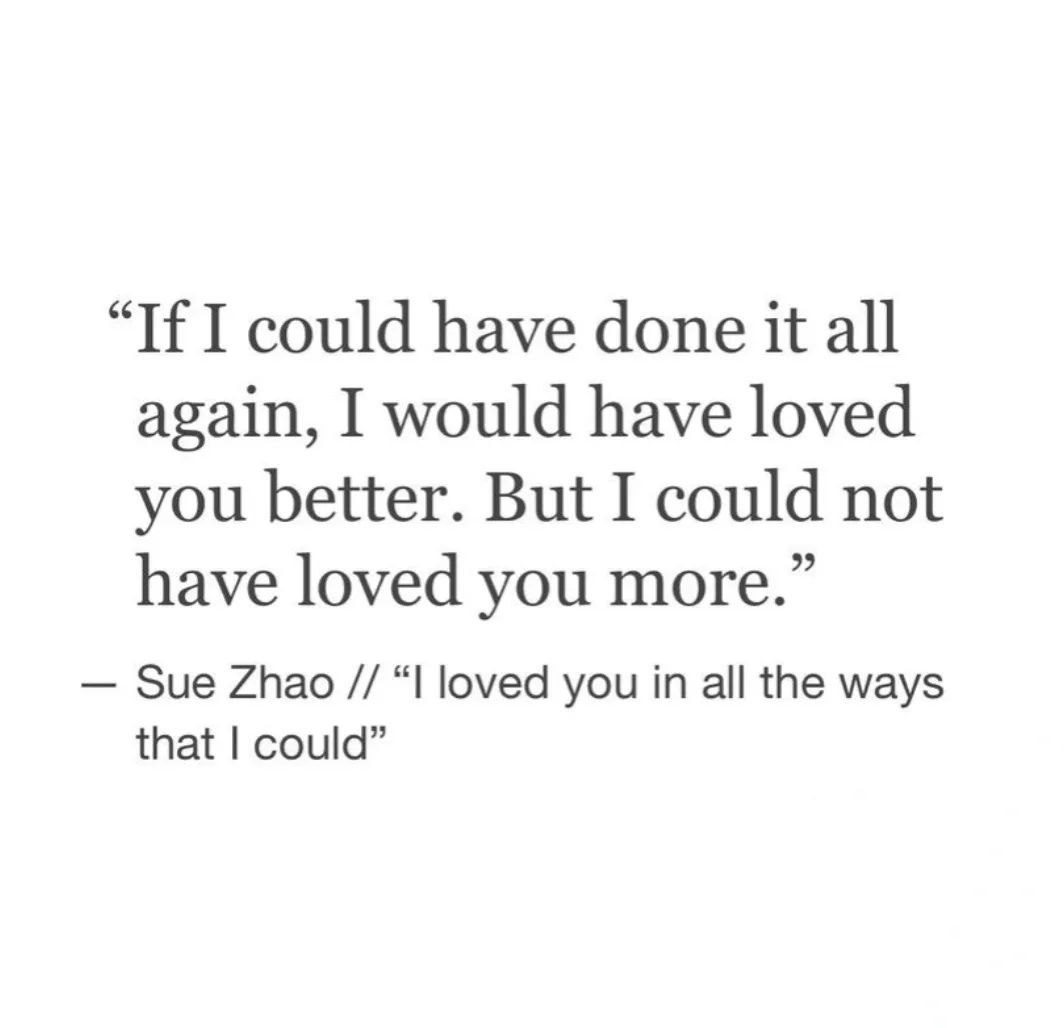 “If I could have done it all
again, I would have loved
you better. But I could not
have loved you more.”
— Sue Zhao // “I loved you in all the ways
that I could”